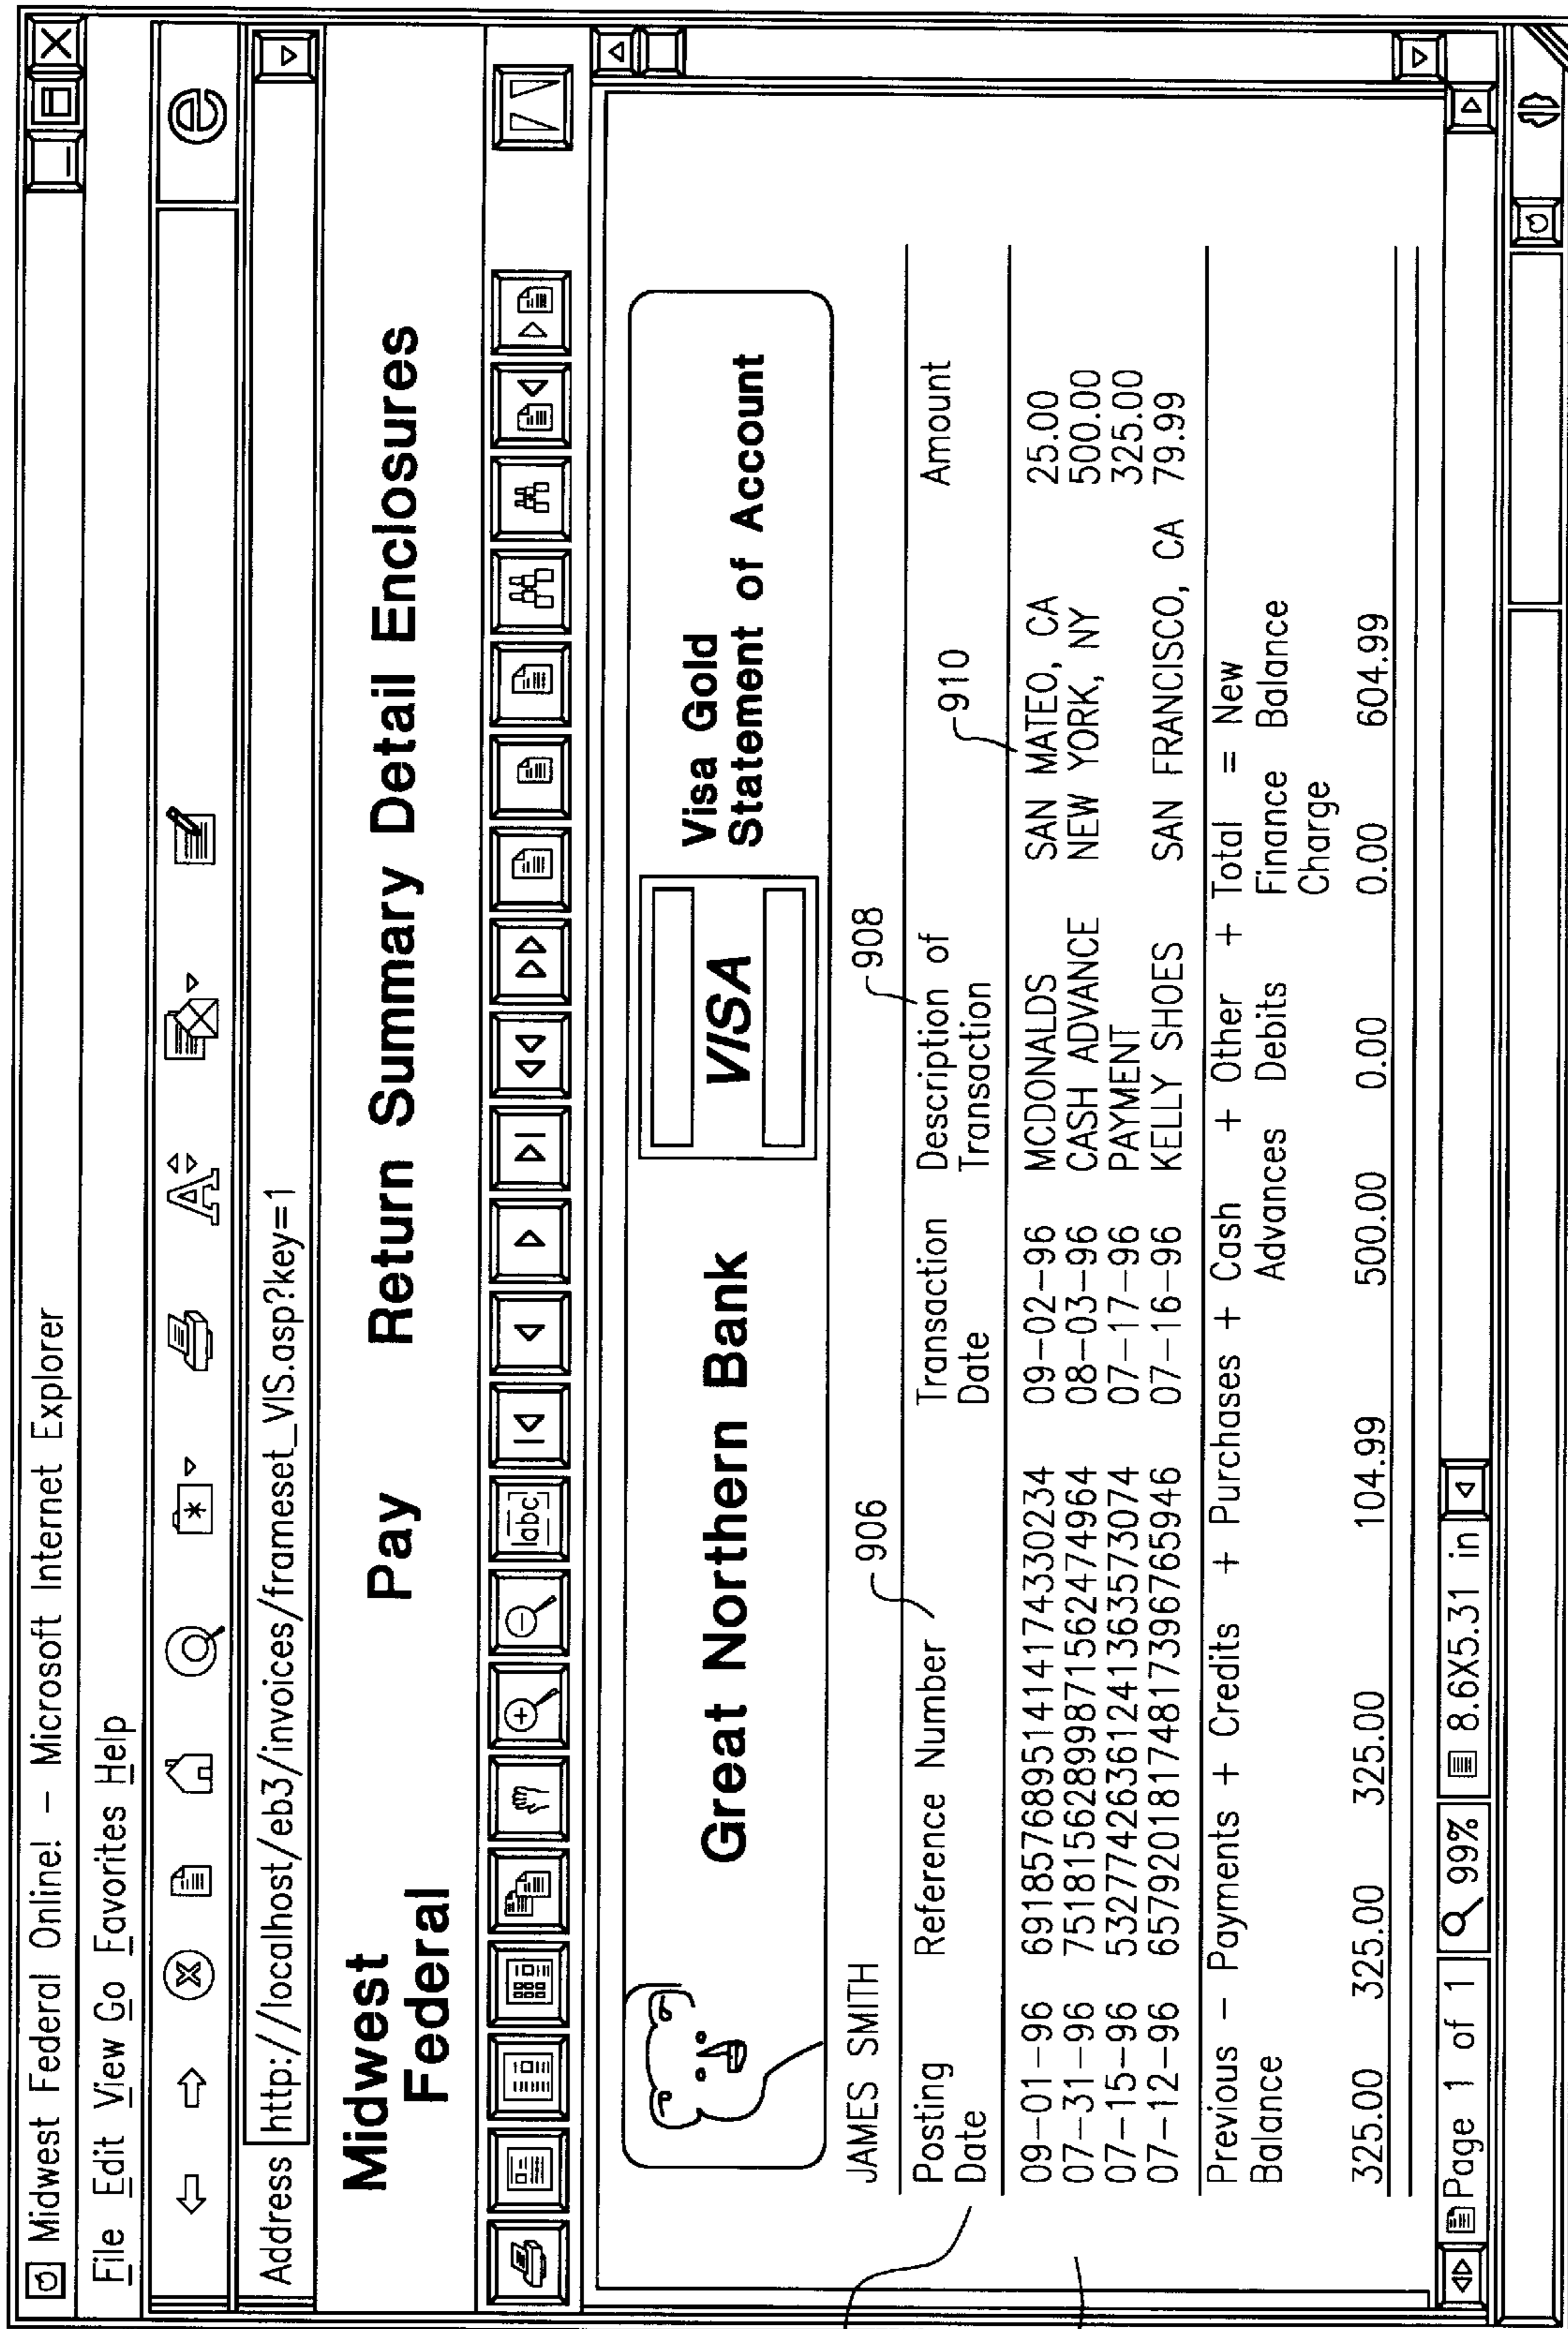 Midwest Federal Online! – Microsoft Internet Explorer
File Edit View Go Favorites Help
e
Address http://localhost/eb3/invoices/frameset_VIS.asp?key=1
Midwest Federal
Pay
Return Summary Detail Enclosures
abc
Great Northern Bank
VISA
Visa Gold
Statement of Account
JAMES SMITH
906
908
Posting Date Reference Number Transaction Date Description of Transaction Amount
910
09–01–96 6918576895141417433O234 09–02–96 MCDONALDS SAN MATEO, CA 25.00
07–31–96 7518156289987156247 4964 08–03–96 CASH ADVANCE NEW YORK, NY 500.00
07–15–96 53277426361241363573074 07–17–96 PAYMENT 325.00
07–12–96 65792018174817396765946 07–16–96 KELLY SHOES SAN FRANCISCO, CA 79.99
Previous – Payments + Credits + Purchases + Cash + Other + Total = New
Balance Advances Debits Finance Balance
Charge
325.00 325.00 325.00 104.99 500.00 0.00 0.00 604.99
Page 1 of 1 99% 8.6X5.31 in